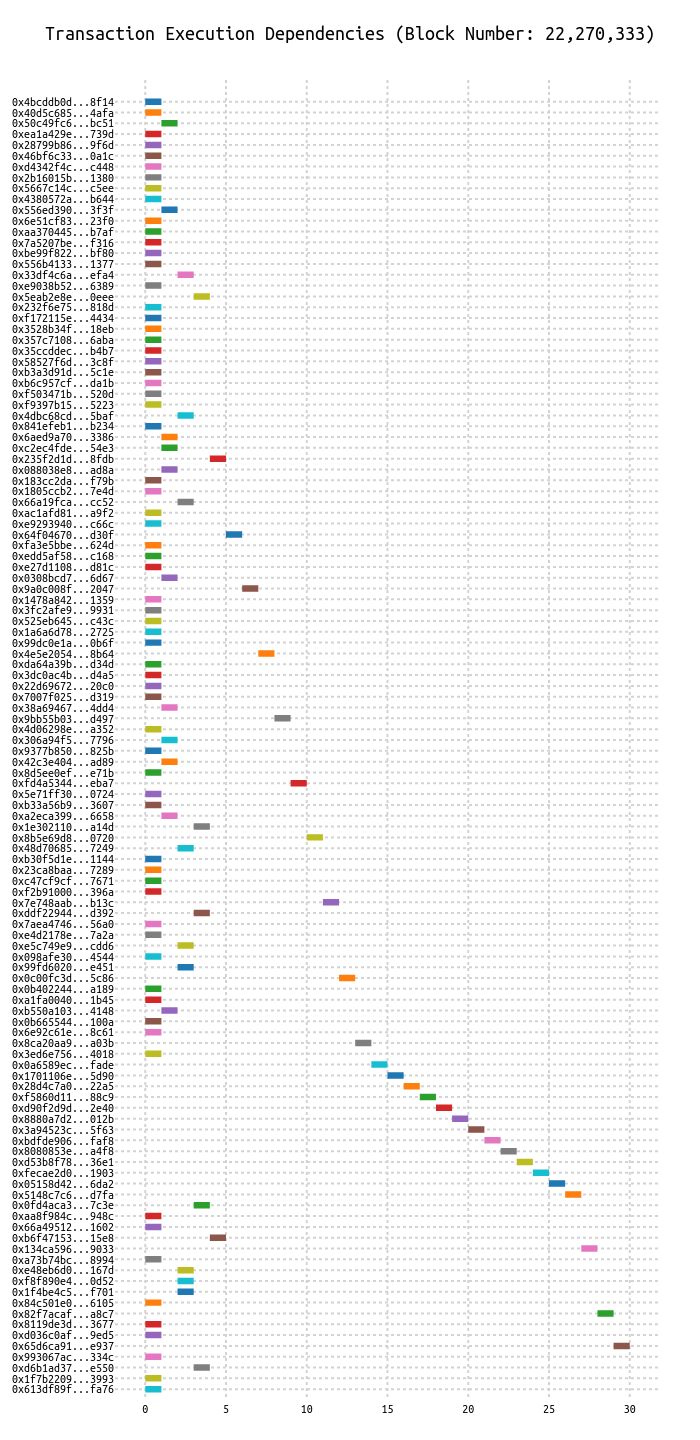 Transaction Execution Dependencies (Block Number: 22,270,333)
0x4bcddb0d...8f14
0x40d5c685...4afa
0x50c49fc6...bc51
0xea1a429e...739d
0x28799b86...9f6d
0x46bf6c33...0a1c
0xd4342f4c...c448
0x2b16015b...1380
0x5667c14c...c5ee
0x4380572a...b644
0x556ed390...3f3f
0x6e51cf83...23f0
0xaa370445...b7af
0x7a5207be...f316
0xbe99f822...bf80
0x556b4133...1377
0x33df4c6a...efa4
0xe9038b52...6389
0x5eab2e8e...0eee
0x232f6e75...818d
0xf172115e...4434
0x3528b34f...18eb
0x357c7108...6aba
0x35ccddec...b4b7
0x58527f6d...3c8f
0xb3a3d91d...5c1e
0xb6c957cf...da1b
0xf503471b...520d
0xf9397b15...5223
0x4dbc68cd...5baf
0x841efeb1...b234
0x6aed9a70...3386
0xc2ec4fde...54e3
0x235f2d1d...8fdb
0x088038e8...ad8a
0x183cc2da...f79b
0x1805ccb2...7e4d
0x66a19fca...cc52
0xac1afd81...a9f2
0xe9293940...c66c
0x64f04670...d30f
0xfa3e5bbe...624d
0xedd5af58...c168
0xe27d1108...d81c
0x0308bcd7...6d67
0x9a0c008f...2047
0x1478a842...1359
0x3fc2afe9...9931
0x525eb645...c43c
0x1a6a6d78...2725
0x99dc0e1a...0b6f
0x4e5e2054...8b64
0xda64a39b...d34d
0x3dc0ac4b...d4a5
0x22d69672...20c0
0x7007f025...d319
0x38a69467...4dd4
0x9bb55b03...d497
0x4d06298e...a352
0x306a94f5...7796
0x9377b850...825b
0x42c3e404...ad89
0x8d5ee0ef...e71b
0xfd4a5344...eba7
0x5e71ff30...0724
0xb33a56b9...3607
0xa2eca399...6658
0x1e302110...a14d
0x8b5e69d8...0720
0x48d70685...7249
0xb30f5d1e...1144
0x23ca8baa...7289
0xc47cf9cf...7671
0xf2b91000...396a
0x7e748aab...b13c
0xddf22944...d392
0x7aea4746...56a0
0xe4d2178e...7a2a
0xe5c749e9...cdd6
0x098afe30...4544
0x99fd6020...e451
0x0c00fc3d...5c86
0x0b402244...a189
0xa1fa0040...1b45
0xb550a103...4148
0x0b665544...100a
0x6e92c61e...8c61
0x8ca20aa9...a03b
0x3ed6e756...4018
0x0a6589ec...fade
0x1701106e...5d90
0x28d4c7a0...22a5
0xf5860d11...88c9
0xd90f2d9d...2e40
0x8880a7d2...012b
0x3a94523c...5f63
0xbdfde906...faf8
0x8080853e...a4f8
0xd53b8f78...36e1
0xfecae2d0...1903
0x05158d42...6da2
0x5148c7c6...d7fa
0x0fd4aca3...7c3e
0xaa8f984c...948c
0x66a49512...1602
0xb6f47153...15e8
0x134ca596...9033
0xa73b74bc...8994
0xe48eb6d0...167d
0xf8f890e4...0d52
0x1f4be4c5...f701
0x84c501e0...6105
0x82f7acaf...a8c7
0x8119de3d...3677
0xd036c0af...9ed5
0x65d6ca91...e937
0x993067ac...334c
0xd6b1ad37...e550
0x1f7b2209...3993
0x613df89f...fa76
0 5 10 15 20 25 30